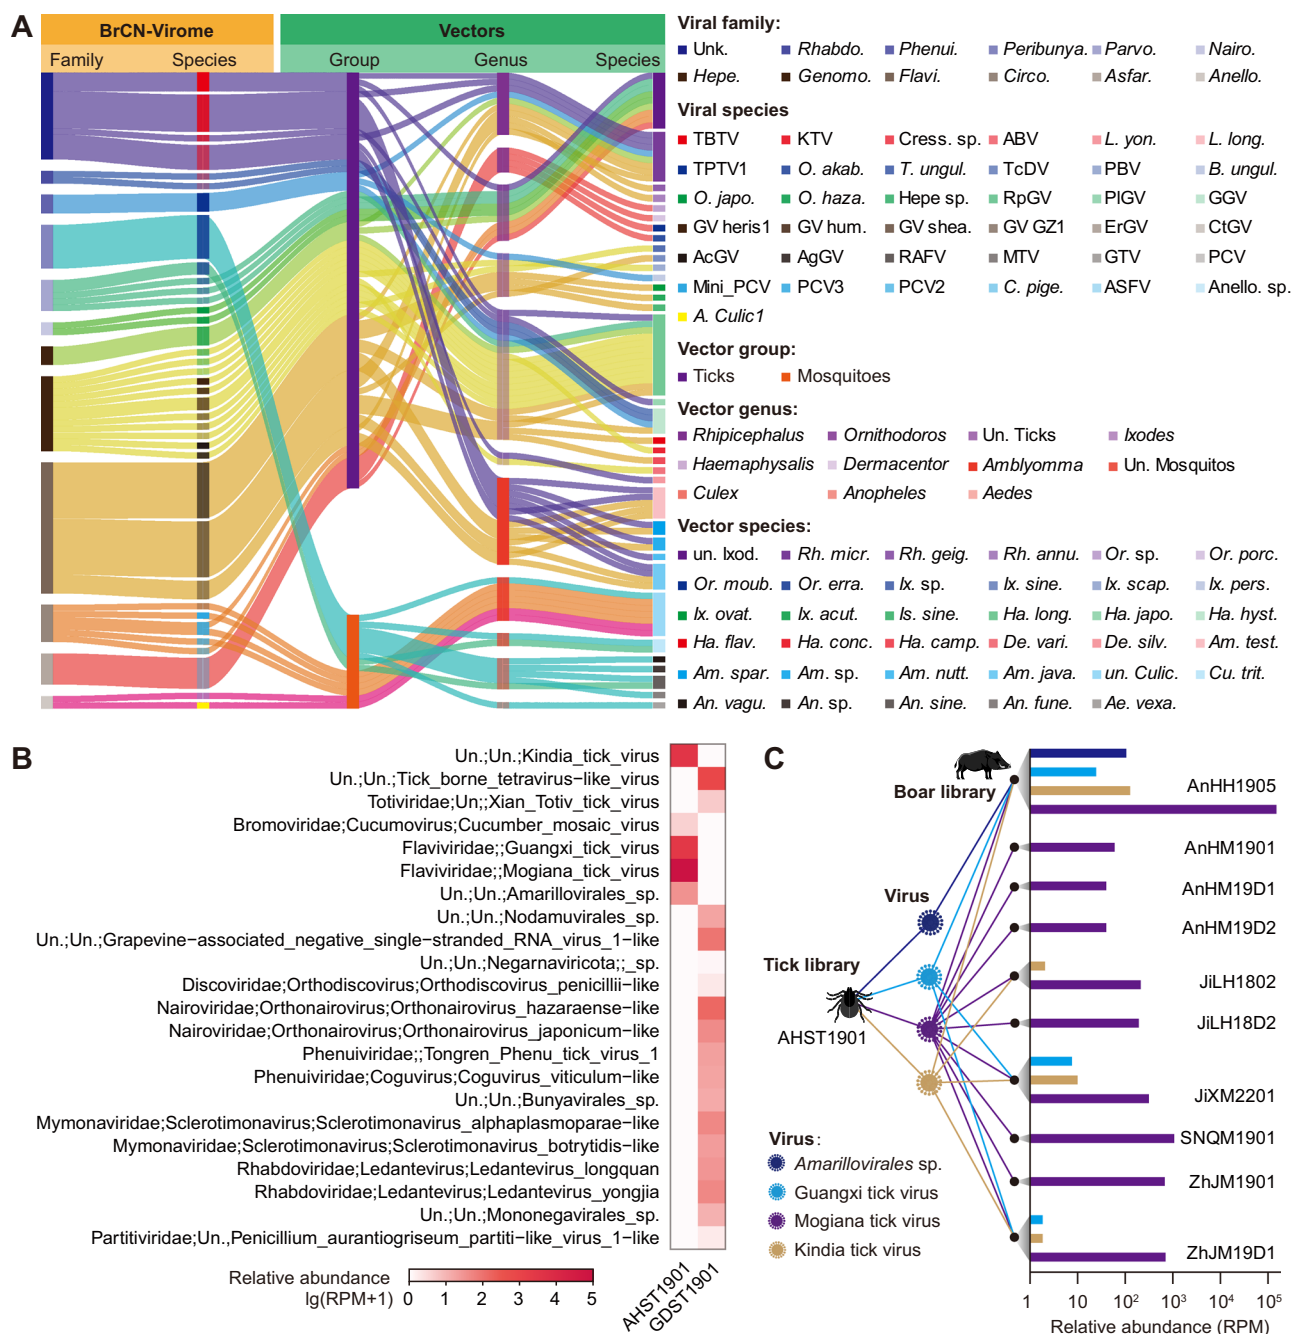 A
BrCN-Virome
Vectors
Family Species Group Genus Species
Viral family:
Unk. Rhabdo. Phenui. Peribunya. Parvo. Nairo.
Hepe. Genomo. Flavi. Circo. Asfar. Anello.
Viral species
TBTV KTV Cress. sp. ABV L. yon. L. long.
TPTV1 O. akab. T. ungul. TcDV PBV B. ungul.
O. japo. O. haza. Hepe sp. RpGV PIGV GGV
GV heris1 GV hum. GV shea. GV GZ1 ErGV CtGV
AcGV AgGV RAFV MTV GTV PCV
Mini_PCV PCV3 PCV2 C. pige. ASFV Anello. sp.
A. Culic1
Vector group:
Ticks Mosquitoes
Vector genus:
Rhipicephalus Ornithodoros Un. Ticks Ixodes
Haemaphysalis Dermacentor Amblyomma Un. Mosquitos
Culex Anopheles Aedes
Vector species:
un. Ixod. Rh. micr. Rh. geig. Rh. annu. Or. sp. Or. porc.
Or. moub. Or. erra. Ix. sp. Ix. sine. Ix. scap. Ix. pers.
Ix. ovat. Ix. acut. Is. sine. Ha. long. Ha. japo. Ha. hyst.
Ha. flav. Ha. conc. Ha. camp. De. vari. De. silv. Am. test.
Am. spar. Am. sp. Am. nutt. Am. java. un. Culic. Cu. trit.
An. vagu. An. sp. An. sine. An. fune. Ae. vexa.
B
Un.;Un.;Kindia_tick_virus
Un.;Un.;Tick_borne_tetravirus−like_virus
Totiviridae;Un;;Xian_Totiv_tick_virus
Bromoviridae;Cucumovirus;Cucumber_mosaic_virus
Flaviviridae;;Guangxi_tick_virus
Flaviviridae;;Mogiana_tick_virus
Un.;Un.;Amarillovirales_sp.
Un.;Un.;Nodamuvirales_sp.
Un.;Un.;Grapevine−associated_negative_single−stranded_RNA_virus_1−like
Un.;Un.;Negarnaviricota;;_sp.
Discoviridae;Orthodiscovirus;Orthodiscovirus_penicillii−like
Nairoviridae;Orthonairovirus;Orthonairovirus_hazaraense−like
Nairoviridae;Orthonairovirus;Orthonairovirus_japonicum−like
Phenuiviridae;;Tongren_Phenu_tick_virus_1
Phenuiviridae;Coguvirus;Coguvirus_viticulum−like
Un.;Un.;Bunyavirales_sp.
Mymonaviridae;Sclerotimonavirus;Sclerotimonavirus_alphaplasmoparae−like
Mymonaviridae;Sclerotimonavirus;Sclerotimonavirus_botrytidis−like
Rhabdoviridae;Ledantevirus;Ledantevirus_longquan
Rhabdoviridae;Ledantevirus;Ledantevirus_yongjia
Un.;Un.;Mononegavirales_sp.
Partitiviridae;Un.,Penicillium_aurantiogriseum_partiti−like_virus_1−like
AHST1901
GDST1901
Relative abundance
lg(RPM+1)
0 1 2 3 4 5
C
Boar library
Virus
Tick library
AHST1901
AnHH1905
AnHM1901
AnHM19D1
AnHM19D2
JiLH1802
JiLH18D2
JiXM2201
SNQM1901
ZhJM1901
ZhJM19D1
Virus:
Amarillovirales sp.
Guangxi tick virus
Mogiana tick virus
Kindia tick virus
1 10 10² 10³ 10⁴ 10⁵
Relative abundance (RPM)